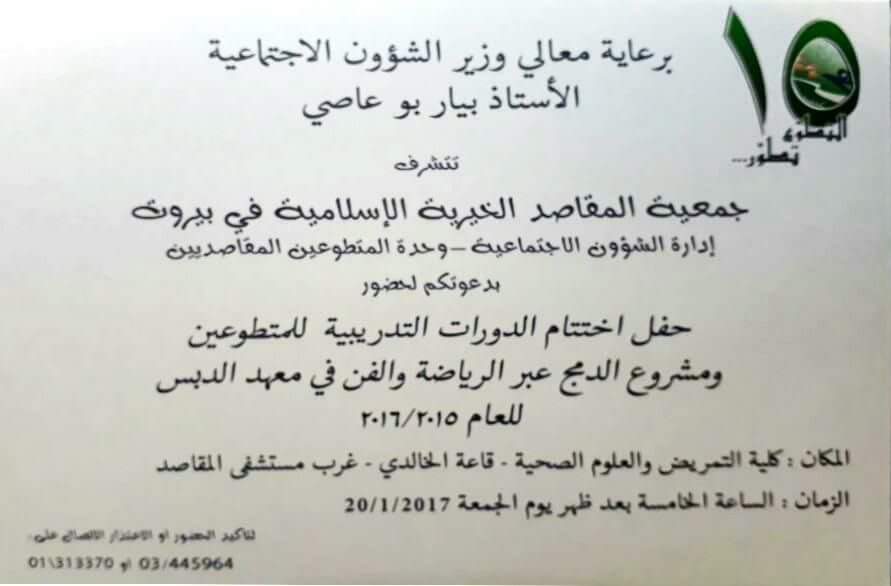 برعاية معالي وزير الشؤون الاجتماعية
الأستاذ بيار بو عاصي
١٥
التطوع
تطوّر...
تتشرف
جمعية المقاصد الخيرية الإسلامية في بيروت
إدارة الشؤون الاجتماعية – وحدة المتطوعين المقاصديين
بدعوتكم لحضور
حفل اختتام الدورات التدريبية للمتطوعين
ومشروع الدمج عبر الرياضة والفن في معهد الدبس
للعام ٢٠١٦/٢٠١٥
المكان : كلية التمريض والعلوم الصحية - قاعة الخالدي - غرب مستشفى المقاصد
الزمان : الساعة الخامسة بعد ظهر يوم الجمعة 20/1/2017
لتأكيد الحضور او الاعتذار الاتصال على:
03/445964 او 01\313370